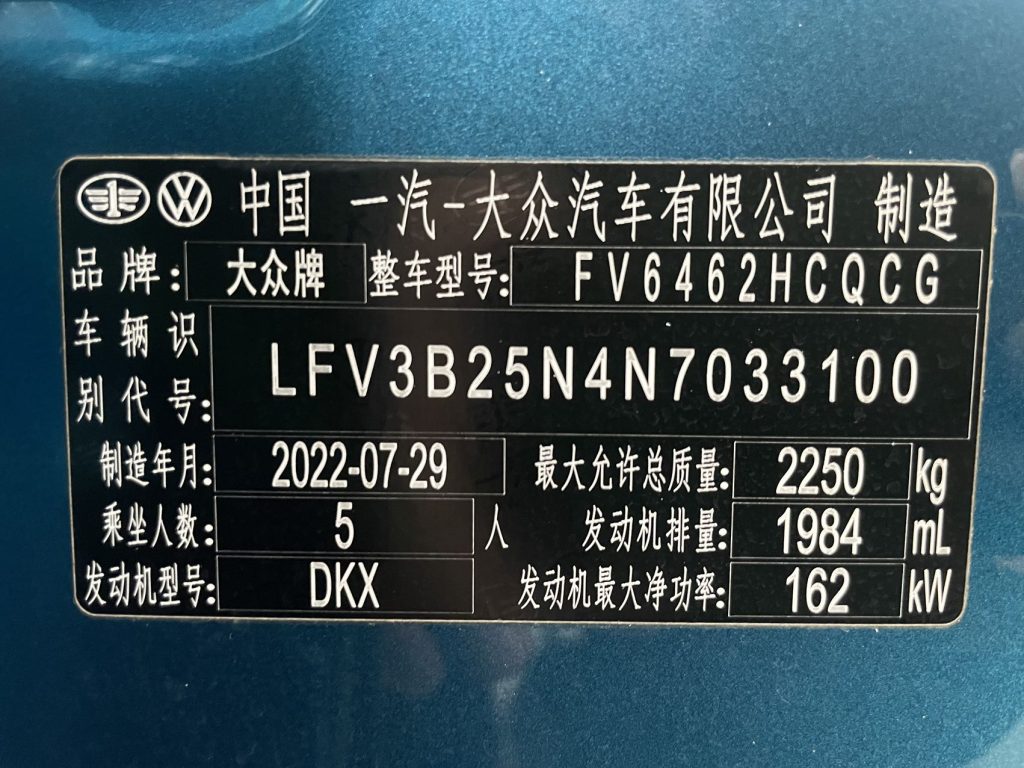 中国 一汽-大众汽车有限公司 制造
品牌: 大众牌 整车型号: FV6462HCQCG
车辆识
别代号: LFV3B25N4N7033100
制造年月: 2022-07-29 最大允许总质量: 2250 kg
乘坐人数: 5 人 发动机排量: 1984 mL
发动机型号: DKX 发动机最大净功率: 162 kW